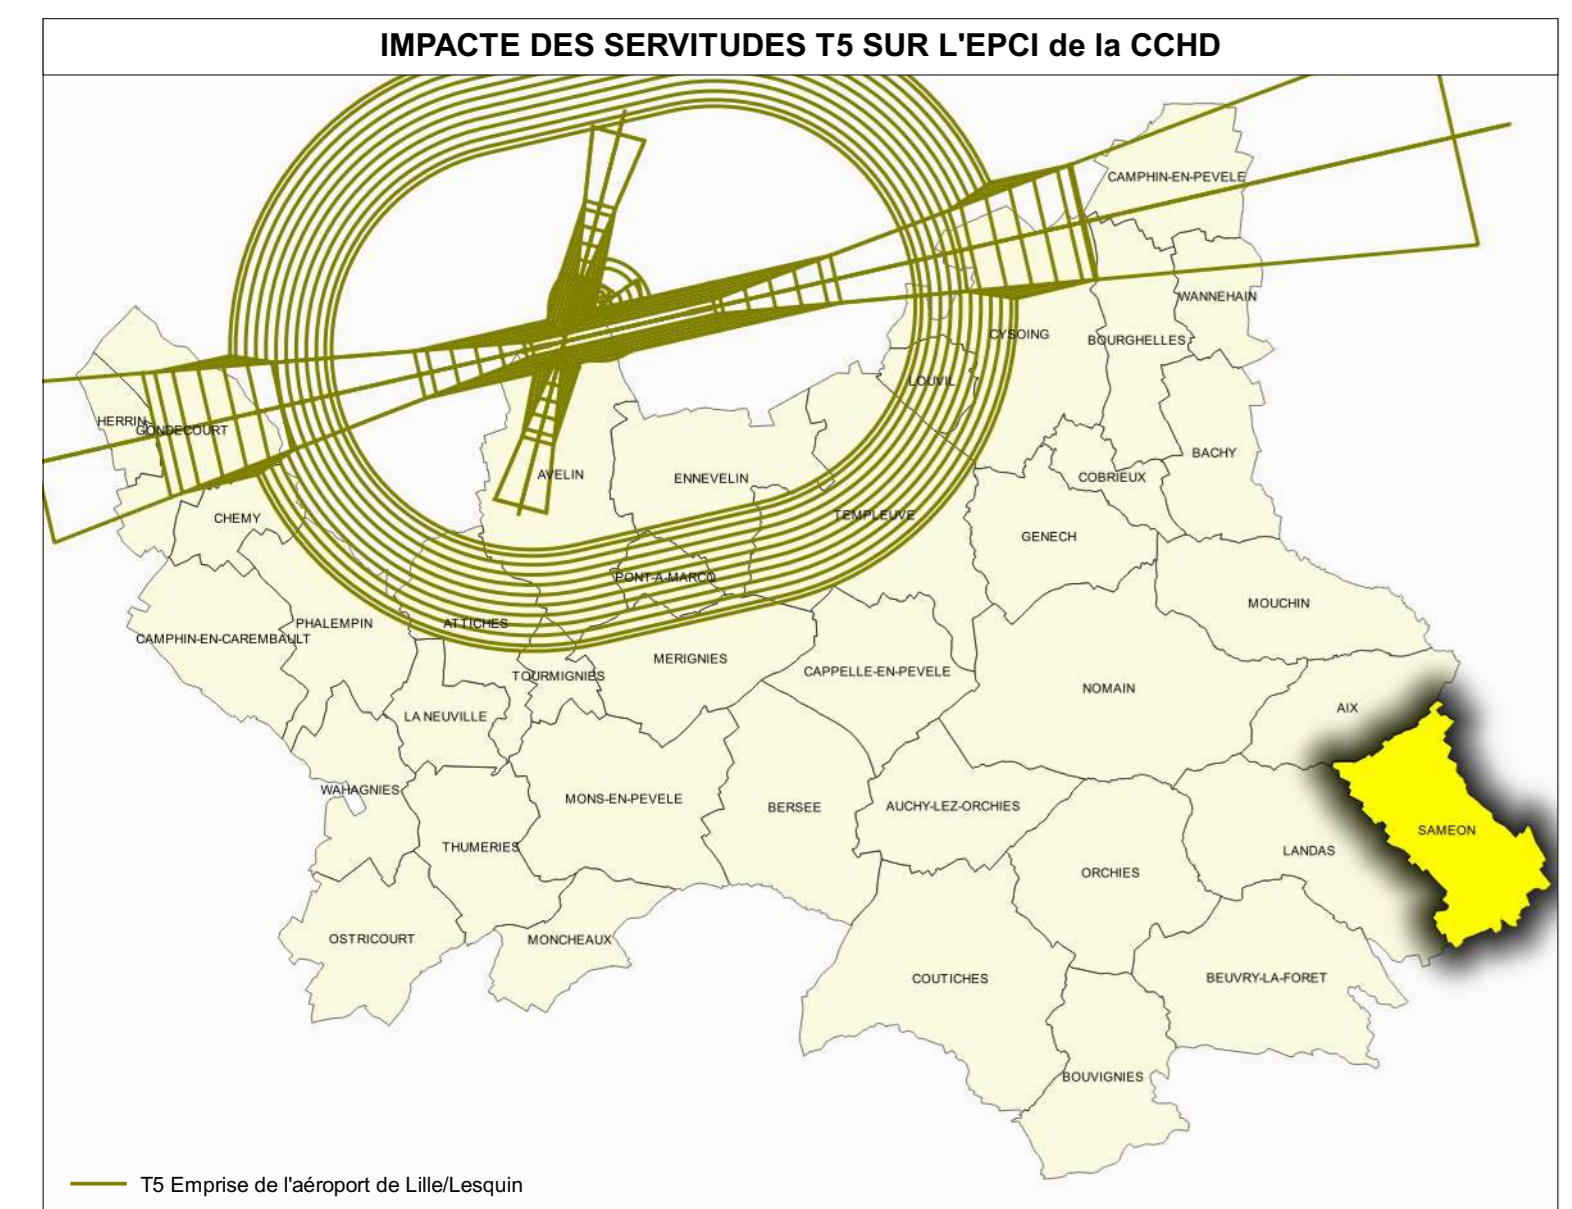 IMPACTE DES SERVITUDES T5 SUR L'EPCI de la CCHD
CAMPHIN-EN-PEVELE
WANNEHAIN
CYSOING
BOURGHELLES
LOUVIL
HERRIN
GONDECOURT
BACHY
AVELIN
ENNEVELIN
COBRIEUX
CHEMY
TEMPLEUVE
GENECH
PONT-A-MARCQ
MOUCHIN
PHALEMPIN
ATTICHES
CAMPHIN-EN-CAREMBAULT
MERIGNIES
CAPPELLE-EN-PEVELE
TOURMIGNIES
NOMAIN
AIX
LA NEUVILLE
WAHAGNIES
MONS-EN-PEVELE
BERSEE
AUCHY-LEZ-ORCHIES
SAMEON
THUMERIES
LANDAS
ORCHIES
OSTRICOURT
MONCHEAUX
COUTICHES
BEUVRY-LA-FORET
BOUVIGNIES
T5 Emprise de l'aéroport de Lille/Lesquin